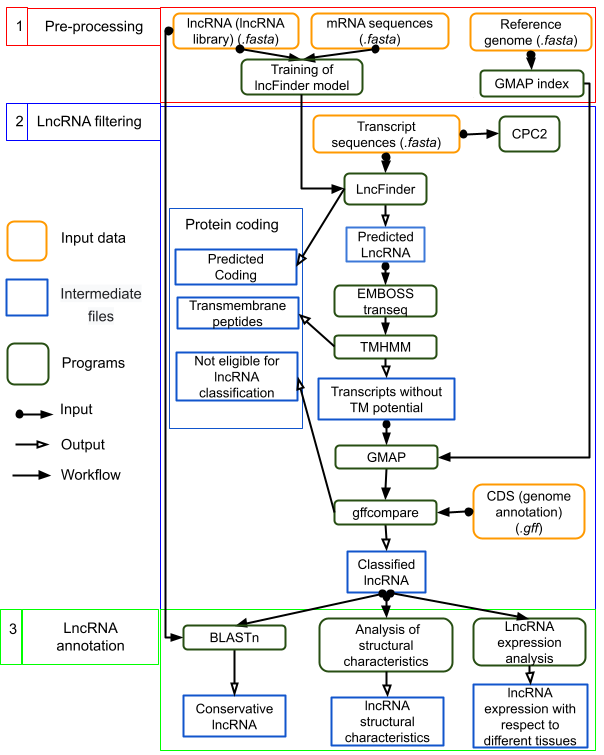 1
Pre-processing
lncRNA (lncRNA
library) (.fasta)
mRNA sequences
(.fasta)
Reference
genome (.fasta)
Training of
lncFinder model
GMAP index
2
LncRNA filtering
Transcript
sequences (.fasta)
CPC2
LncFinder
Protein coding
Predicted
Coding
Transmembrane
peptides
Not eligible for
lncRNA
classification
Predicted
LncRNA
EMBOSS
transeq
TMHMM
Transcripts without
TM potential
GMAP
gffcompare
CDS (genome
annotation)
(.gff)
Classified
lncRNA
Input data
Intermediate
files
Programs
Input
Output
Workflow
3
LncRNA
annotation
BLASTn
Analysis of
structural
characteristics
LncRNA
expression
analysis
Conservative
lncRNA
lncRNA
structural
characteristics
lncRNA
expression with
respect to
different tissues